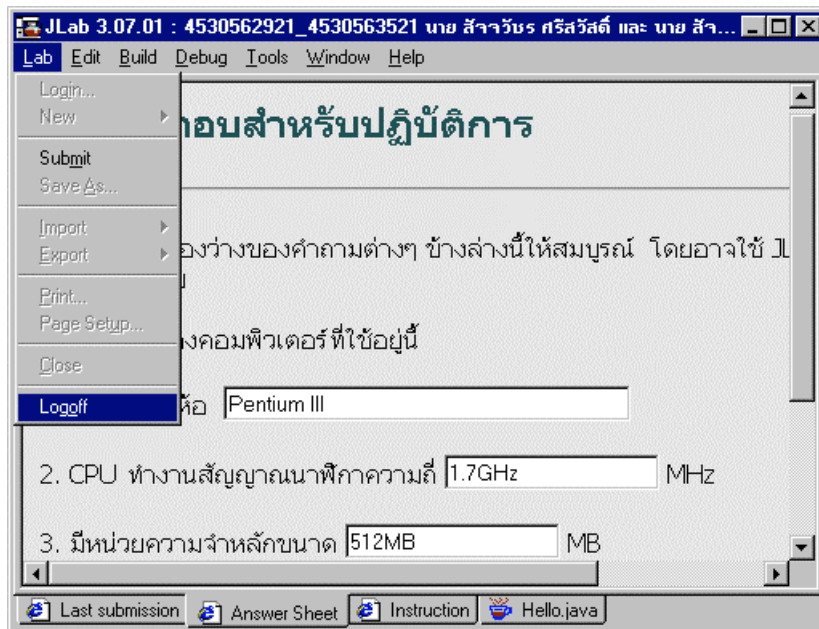 JLab 3.07.01 : 4530562921_4530563521 นาย สัจจวัชร ศรีสวัสดิ์ และ นาย สัจ...
Lab Edit Build Debug Tools Window Help
Login...
New
Submit
Save As...
Import
Export
Print...
Page Setup...
Close
Logoff
ตอบสำหรับปฏิบัติการ
องว่างของคำถามต่างๆ ข้างล่างนี้ให้สมบูรณ์ โดยอาจใช้ JL
งคอมพิวเตอร์ที่ใช้อยู่นี้
ห้อ Pentium III
2. CPU ทำงานสัญญาณนาฬิกาความถี่ 1.7GHz MHz
3. มีหน่วยความจำหลักขนาด 512MB MB
Last submission Answer Sheet Instruction Hello.java